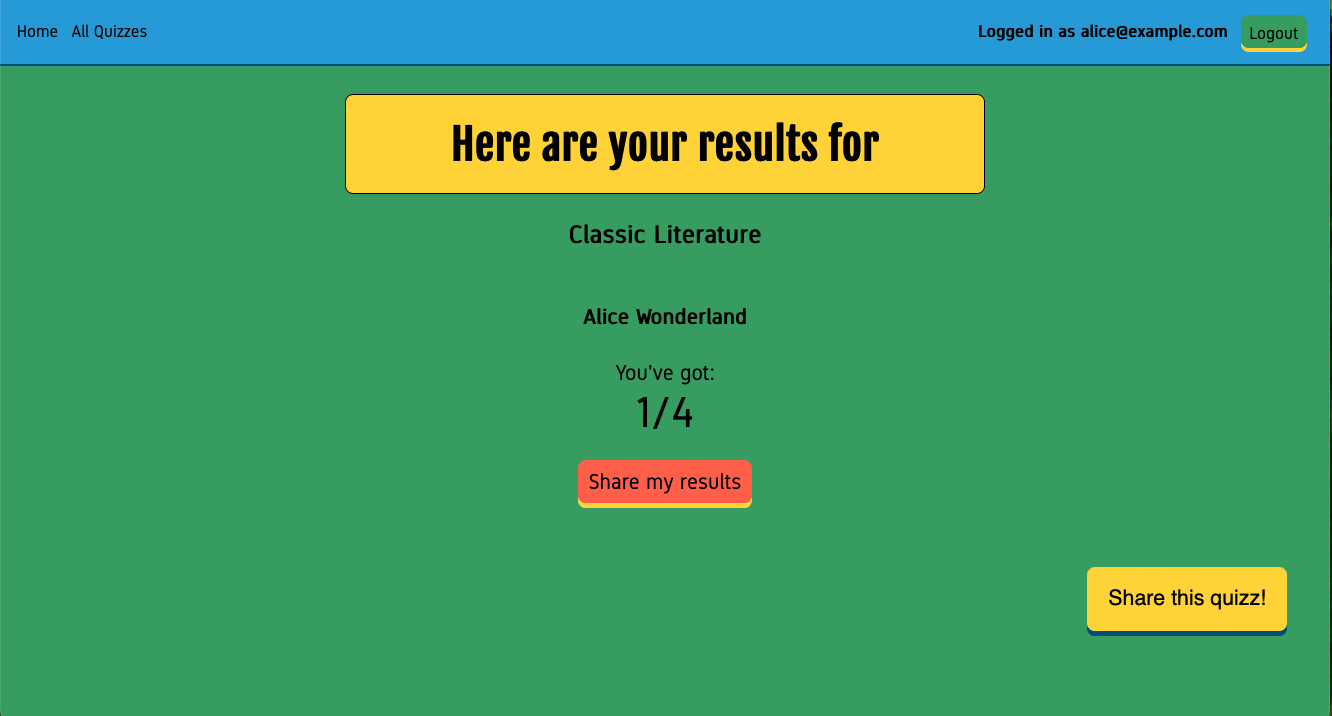 Home All Quizzes Logged in as alice@example.com Logout
Here are your results for
Classic Literature
Alice Wonderland
You've got:
1/4
Share my results
Share this quizz!